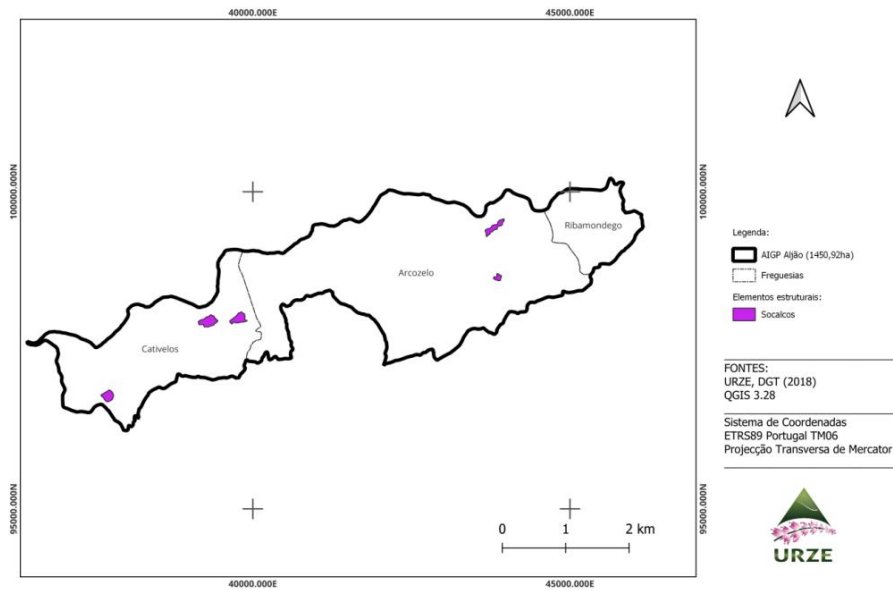 40000.000E
45000.000E
100000.000N
100000.000N
Ribamondego
Arcozelo
Cativelos
95000.000N
95000.000N
0 1 2 km
40000.000E
45000.000E
Legenda:
AIGP Aljão (1450,92ha)
Freguesias
Elementos estruturais:
Socalcos
FONTES:
URZE, DGT (2018)
QGIS 3.28
Sistema de Coordenadas
ETRS89 Portugal TM06
Projecção Transversa de Mercator
URZE